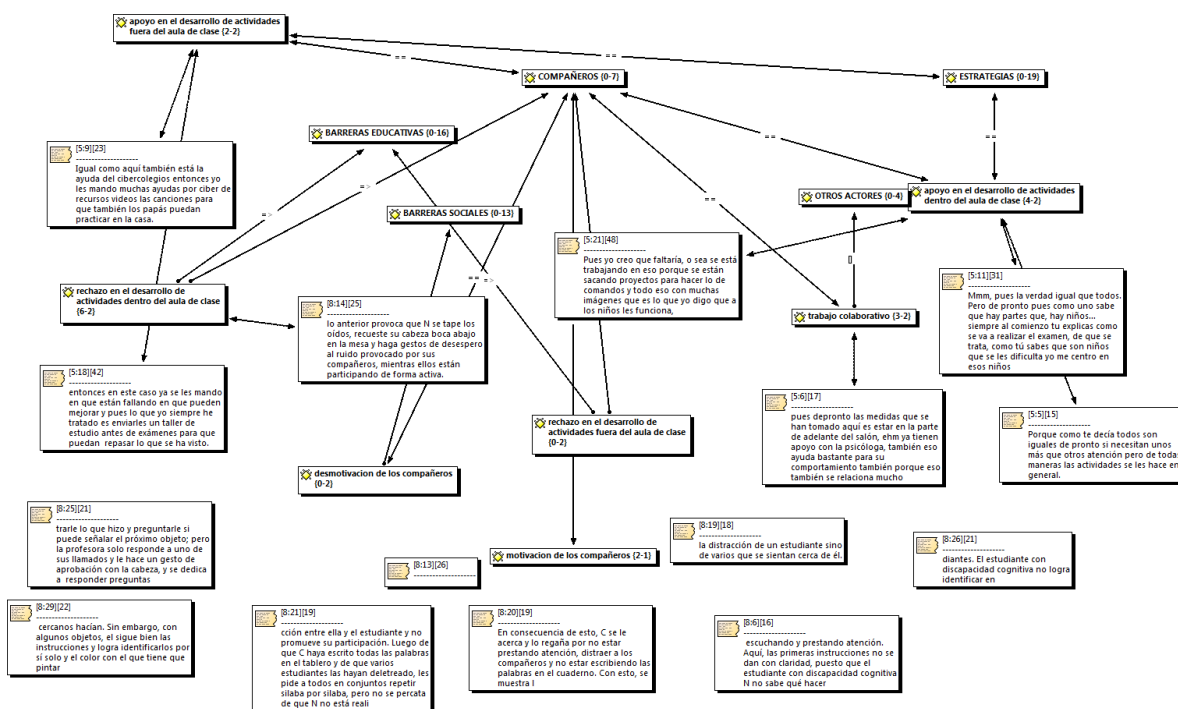 apoyo en el desarrollo de actividades
fuera del aula de clase {2-2}
==
==
COMPAÑEROS {0-7}
ESTRATEGIAS {0-19}
BARRERAS EDUCATIVAS {0-16}
==
==
[5:9][23]
--------------------
Igual como aquí también está la
ayuda del cibercolegios entonces yo
les mando muchas ayudas por ciber de
recursos videos las canciones para
que también los papás puedan
practicar en la casa.
=>
=>
BARRERAS SOCIALES {0-13}
==
OTROS ACTORES {0-4}
apoyo en el desarrollo de actividades
dentro del aula de clase {4-2}
[5:21][48]
--------------------
Pues yo creo que faltaría, o sea se está
trabajando en eso porque se están
sacando proyectos para hacer lo de
comandos y todo eso con muchas
imágenes que es lo que yo digo que a
los niños les funciona,
== =>
==
[]
rechazo en el desarrollo de
actividades dentro del aula de clase
{6-2}
[8:14][25]
--------------------
lo anterior provoca que N se tape los
oídos, recueste su cabeza boca abajo
en la mesa y haga gestos de desespero
al ruido provocado por sus
compañeros, mientras ellos están
participando de forma activa.
trabajo colaborativo {3-2}
[5:11][31]
--------------------
Mmm, pues la verdad igual que todos.
Pero de pronto pues como uno sabe
que hay partes que, hay niños...
siempre al comienzo tu explicas como
se va a realizar el examen, de que se
trata, como tú sabes que son niños
que se les dificulta yo me centro en
esos niños
[5:18][42]
--------------------
entonces en este caso ya se les mando
en que están fallando en que pueden
mejorar y pues lo que yo siempre he
tratado es enviarles un taller de
estudio antes de exámenes para que
puedan repasar lo que se ha visto.
rechazo en el desarrollo de
actividades fuera del aula de clase
{0-2}
[5:6][17]
--------------------
pues depronto las medidas que se
han tomado aquí es estar en la parte
de adelante del salón, ehm ya tienen
apoyo con la psicóloga, también eso
ayuda bastante para su
comportamiento también porque eso
también se relaciona mucho
[5:5][15]
--------------------
Porque como te decía todos son
iguales de pronto si necesitan unos
más que otros atención pero de todas
maneras las actividades se les hace en
general.
desmotivacion de los compañeros
{0-2}
[8:25][21]
--------------------
trarle lo que hizo y preguntarle si
puede señalar el próximo objeto; pero
la profesora solo responde a uno de
sus llamados y le hace un gesto de
aprobación con la cabeza, y se dedica
a responder preguntas
[8:13][26]
--------------------
motivacion de los compañeros {2-1}
[8:19][18]
--------------------
la distracción de un estudiante sino
de varios que se sientan cerca de él.
[8:26][21]
--------------------
diantes. El estudiante con
discapacidad cognitiva no logra
identificar en
[8:29][22]
--------------------
cercanos hacían. Sin embargo, con
algunos objetos, el sigue bien las
instrucciones y logra identificarlos por
sí solo y el color con el que tiene que
pintar
[8:21][19]
--------------------
cción entre ella y el estudiante y no
promueve su participación. Luego de
que C haya escrito todas las palabras
en el tablero y de que varios
estudiantes las hayan deletreado, les
pide a todos en conjuntos repetir
silaba por silaba, pero no se percata
de que N no está reali
[8:20][19]
--------------------
En consecuencia de esto, C se le
acerca y lo regaña por no estar
prestando atención, distraer a los
compañeros y no estar escribiendo las
palabras en el cuaderno. Con esto, se
muestra l
[8:6][16]
--------------------
escuchando y prestando atención.
Aquí, las primeras instrucciones no se
dan con claridad, puesto que el
estudiante con discapacidad cognitiva
N no sabe qué hacer